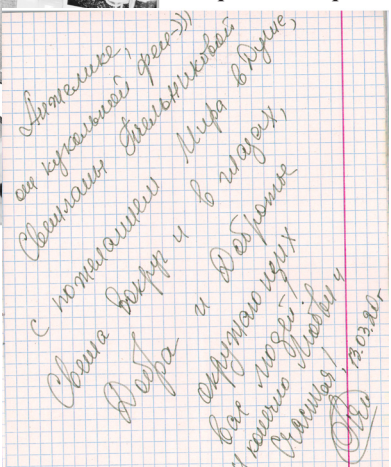 Анжелике,
от кукольной феи-)))
Светланы Пчельниковой
с пожеланием Мира в Душе,
Света вокруг и в глазах,
Добра и Доброты
окружающих
вас людей!
И конечно Любви и
Счастья!
13.03.20г.